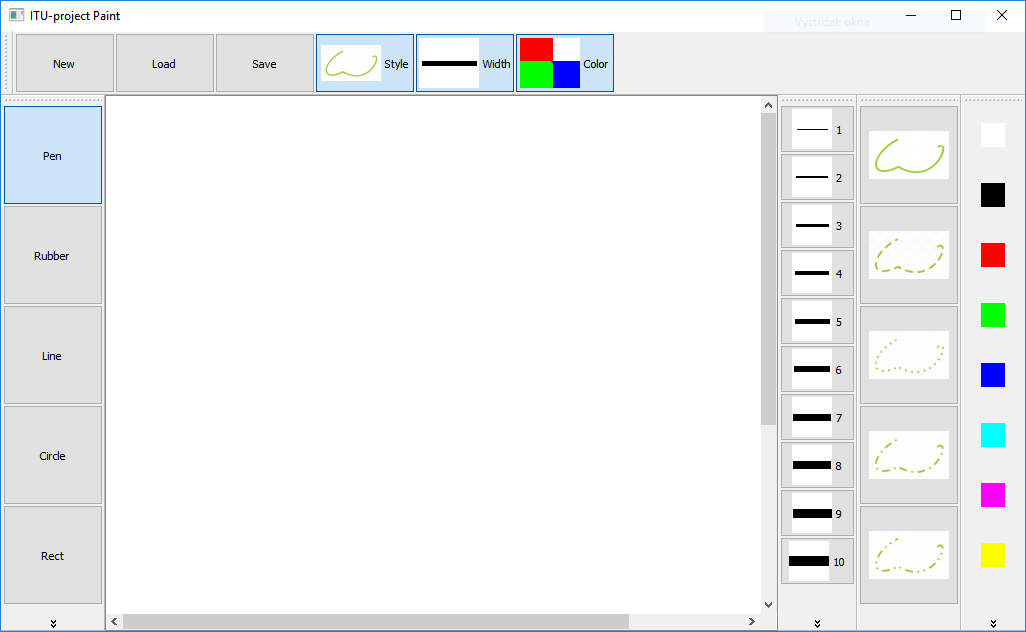 ITU-project Paint
Výstřižek okna
New
Load
Save
Style
Width
Color
Pen
Rubber
Line
Circle
Rect
1
2
3
4
5
6
7
8
9
10